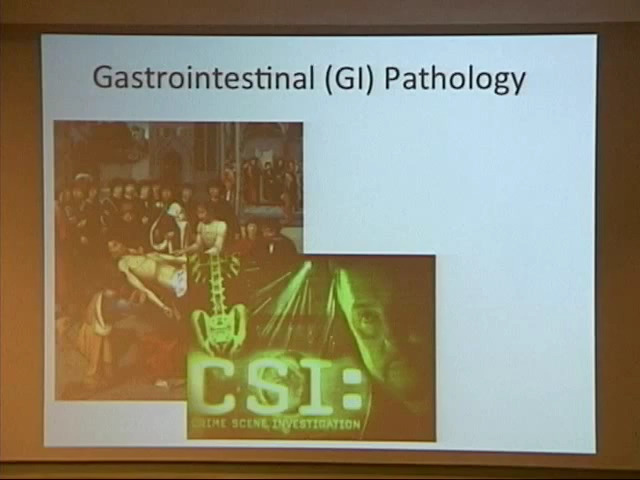 Gastrointestinal (GI) Pathology
CSI:
CRIME SCENE INVESTIGATION